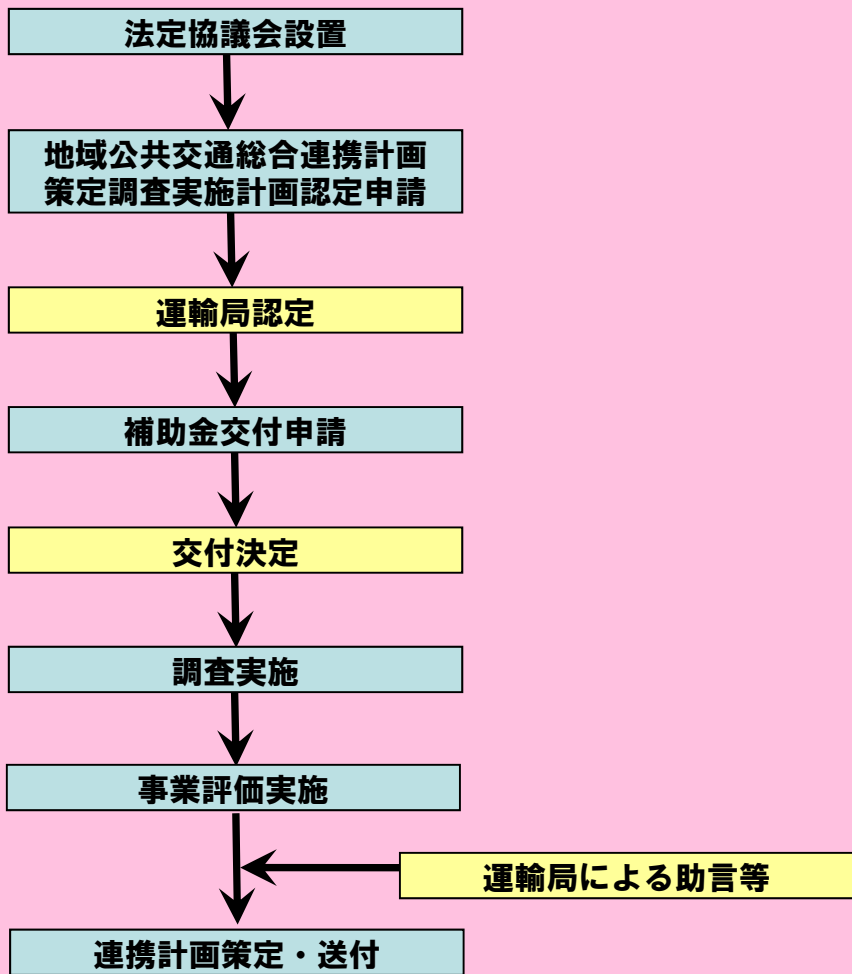 法定協議会設置
地域公共交通総合連携計画
策定調査実施計画認定申請
運輸局認定
補助金交付申請
交付決定
調査実施
事業評価実施
運輸局による助言等
連携計画策定・送付